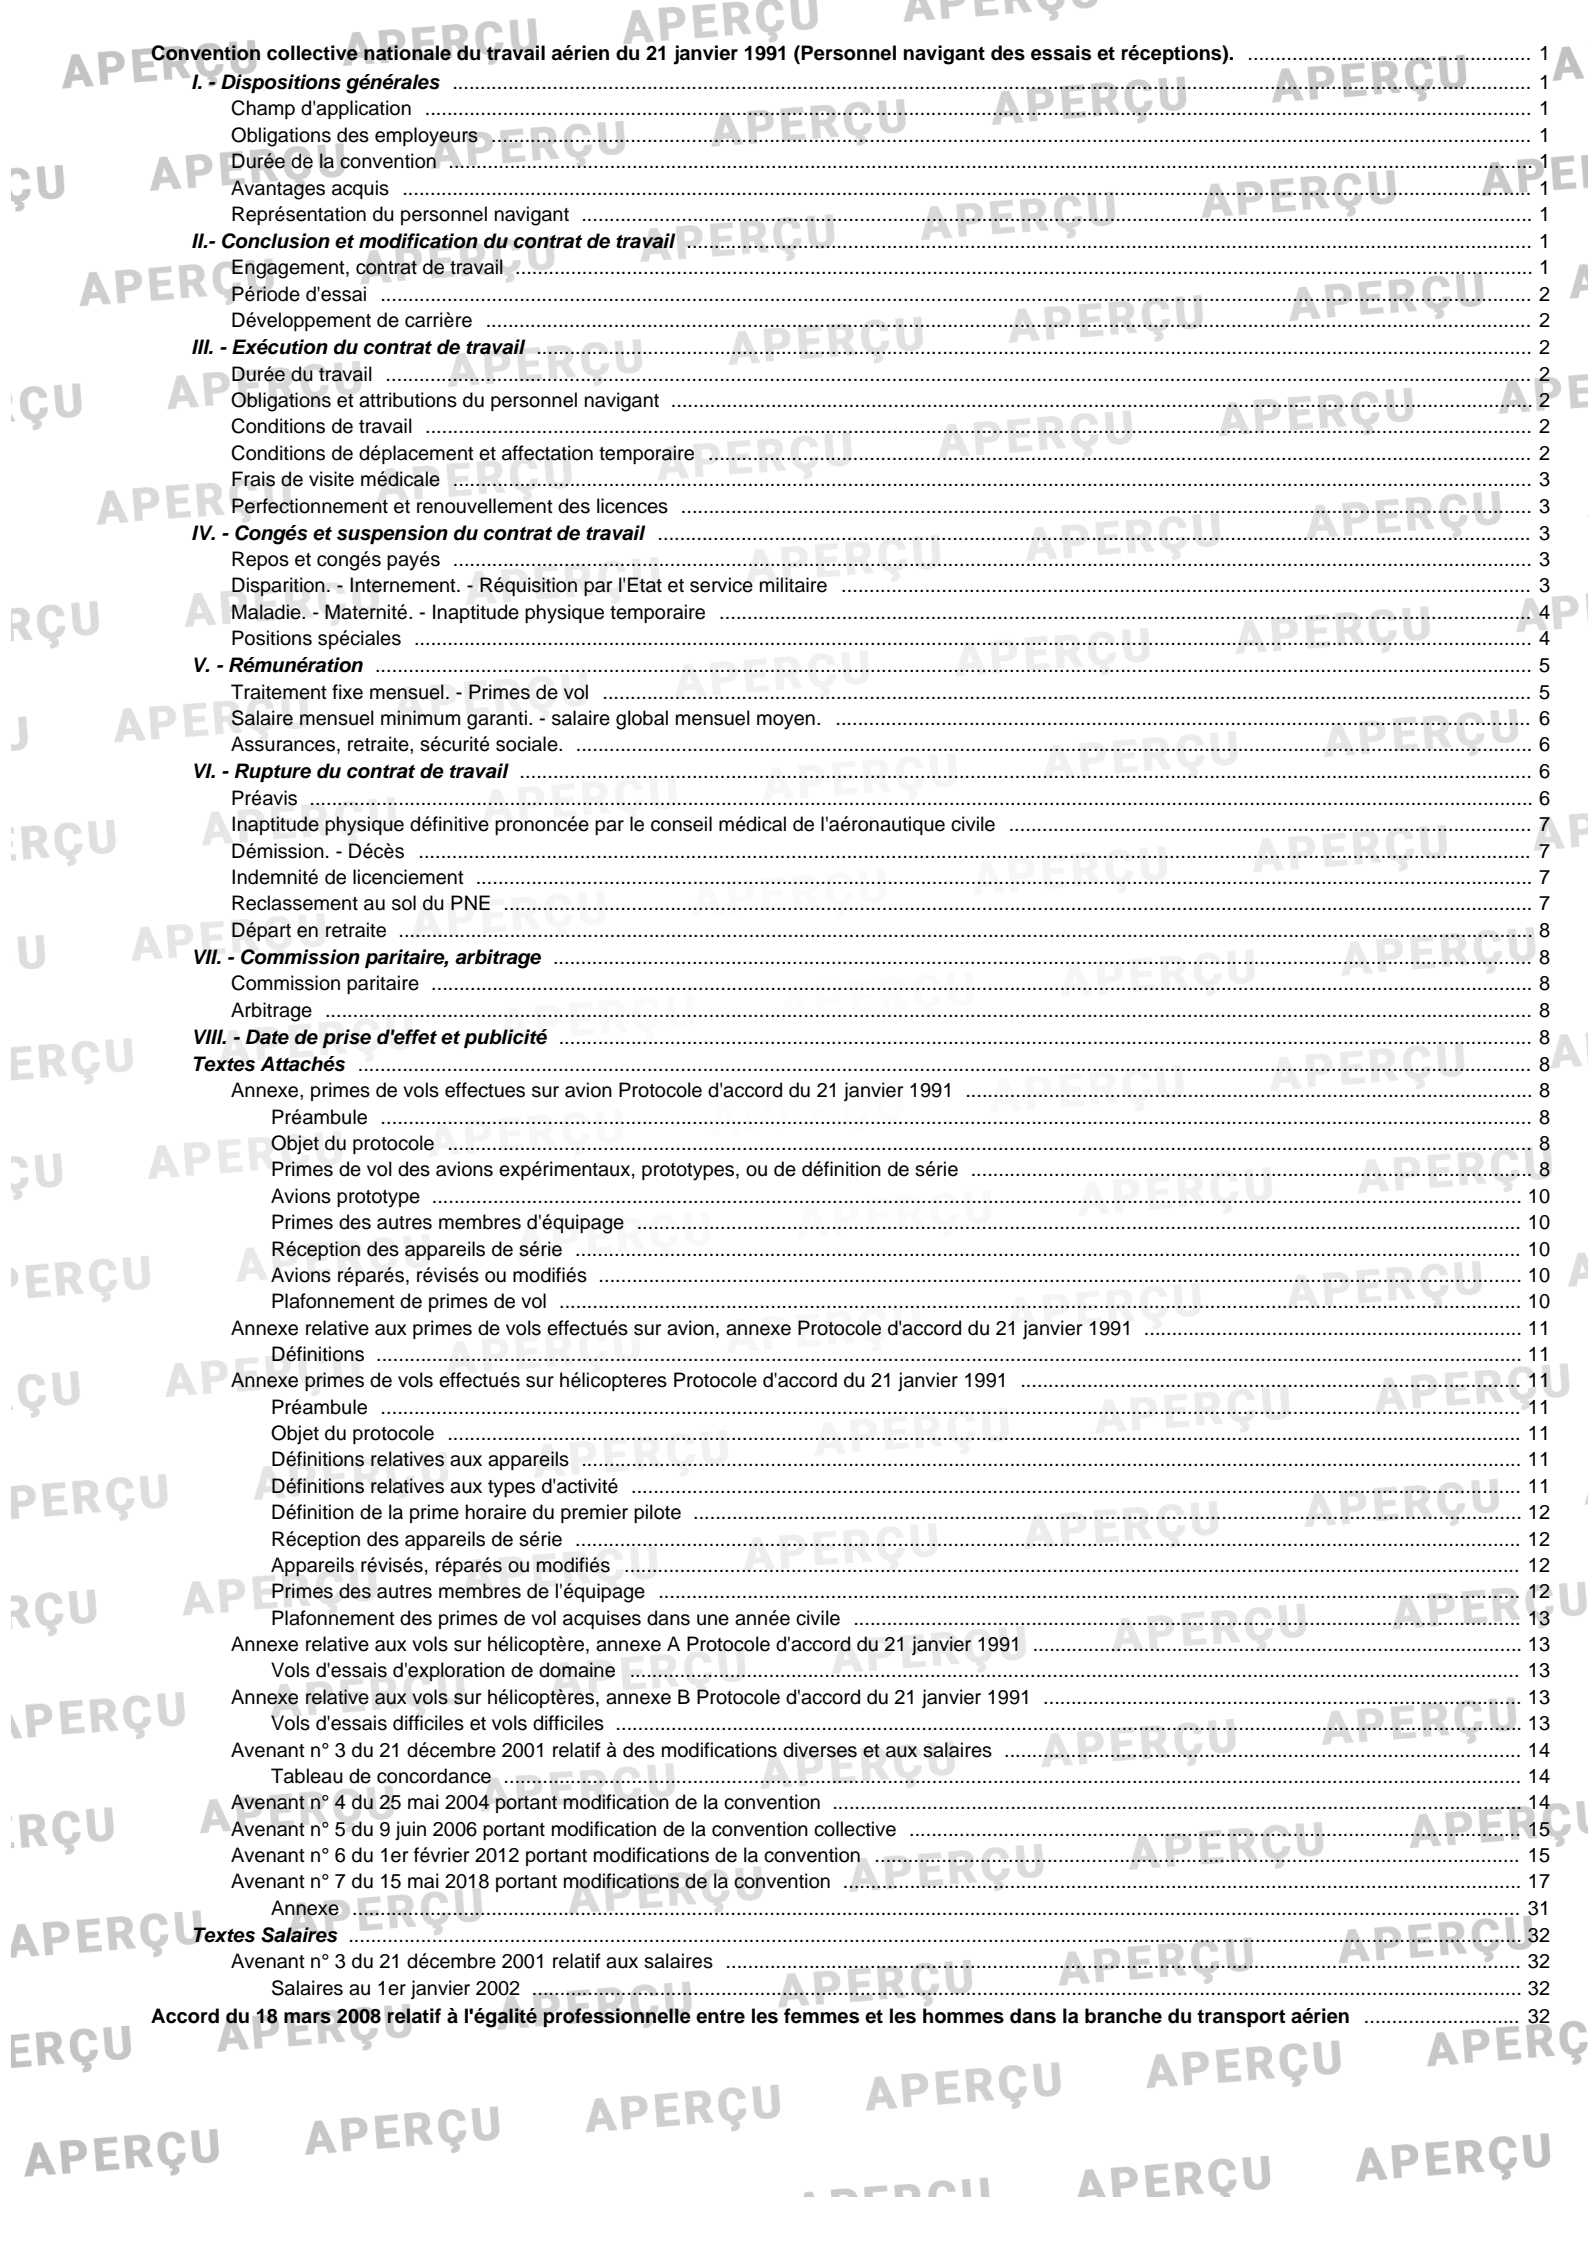 Convention collective nationale du travail aérien du 21 janvier 1991 (Personnel navigant des essais et réceptions). 1
I. - Dispositions générales 1
Champ d'application 1
Obligations des employeurs 1
Durée de la convention 1
Avantages acquis 1
Représentation du personnel navigant 1
II.- Conclusion et modification du contrat de travail 1
Engagement, contrat de travail 1
Période d'essai 2
Développement de carrière 2
III. - Exécution du contrat de travail 2
Durée du travail 2
Obligations et attributions du personnel navigant 2
Conditions de travail 2
Conditions de déplacement et affectation temporaire 2
Frais de visite médicale 3
Perfectionnement et renouvellement des licences 3
IV. - Congés et suspension du contrat de travail 3
Repos et congés payés 3
Disparition. - Internement. - Réquisition par l'Etat et service militaire 3
Maladie. - Maternité. - Inaptitude physique temporaire 4
Positions spéciales 4
V. - Rémunération 5
Traitement fixe mensuel. - Primes de vol 5
Salaire mensuel minimum garanti. - salaire global mensuel moyen. 6
Assurances, retraite, sécurité sociale. 6
VI. - Rupture du contrat de travail 6
Préavis 6
Inaptitude physique définitive prononcée par le conseil médical de l'aéronautique civile 7
Démission. - Décès 7
Indemnité de licenciement 7
Reclassement au sol du PNE 7
Départ en retraite 8
VII. - Commission paritaire, arbitrage 8
Commission paritaire 8
Arbitrage 8
VIII. - Date de prise d'effet et publicité 8
Textes Attachés 8
Annexe, primes de vols effectues sur avion Protocole d'accord du 21 janvier 1991 8
Préambule 8
Objet du protocole 8
Primes de vol des avions expérimentaux, prototypes, ou de définition de série 8
Avions prototype 10
Primes des autres membres d'équipage 10
Réception des appareils de série 10
Avions réparés, révisés ou modifiés 10
Plafonnement de primes de vol 10
Annexe relative aux primes de vols effectués sur avion, annexe Protocole d'accord du 21 janvier 1991 11
Définitions 11
Annexe primes de vols effectués sur hélicopteres Protocole d'accord du 21 janvier 1991 11
Préambule 11
Objet du protocole 11
Définitions relatives aux appareils 11
Définitions relatives aux types d'activité 11
Définition de la prime horaire du premier pilote 12
Réception des appareils de série 12
Appareils révisés, réparés ou modifiés 12
Primes des autres membres de l'équipage 12
Plafonnement des primes de vol acquises dans une année civile 13
Annexe relative aux vols sur hélicoptère, annexe A Protocole d'accord du 21 janvier 1991 13
Vols d'essais d'exploration de domaine 13
Annexe relative aux vols sur hélicoptères, annexe B Protocole d'accord du 21 janvier 1991 13
Vols d'essais difficiles et vols difficiles 13
Avenant n° 3 du 21 décembre 2001 relatif à des modifications diverses et aux salaires 14
Tableau de concordance 14
Avenant n° 4 du 25 mai 2004 portant modification de la convention 14
Avenant n° 5 du 9 juin 2006 portant modification de la convention collective 15
Avenant n° 6 du 1er février 2012 portant modifications de la convention 15
Avenant n° 7 du 15 mai 2018 portant modifications de la convention 17
Annexe 31
Textes Salaires 32
Avenant n° 3 du 21 décembre 2001 relatif aux salaires 32
Salaires au 1er janvier 2002 32
Accord du 18 mars 2008 relatif à l'égalité professionnelle entre les femmes et les hommes dans la branche du transport aérien 32
APERÇU